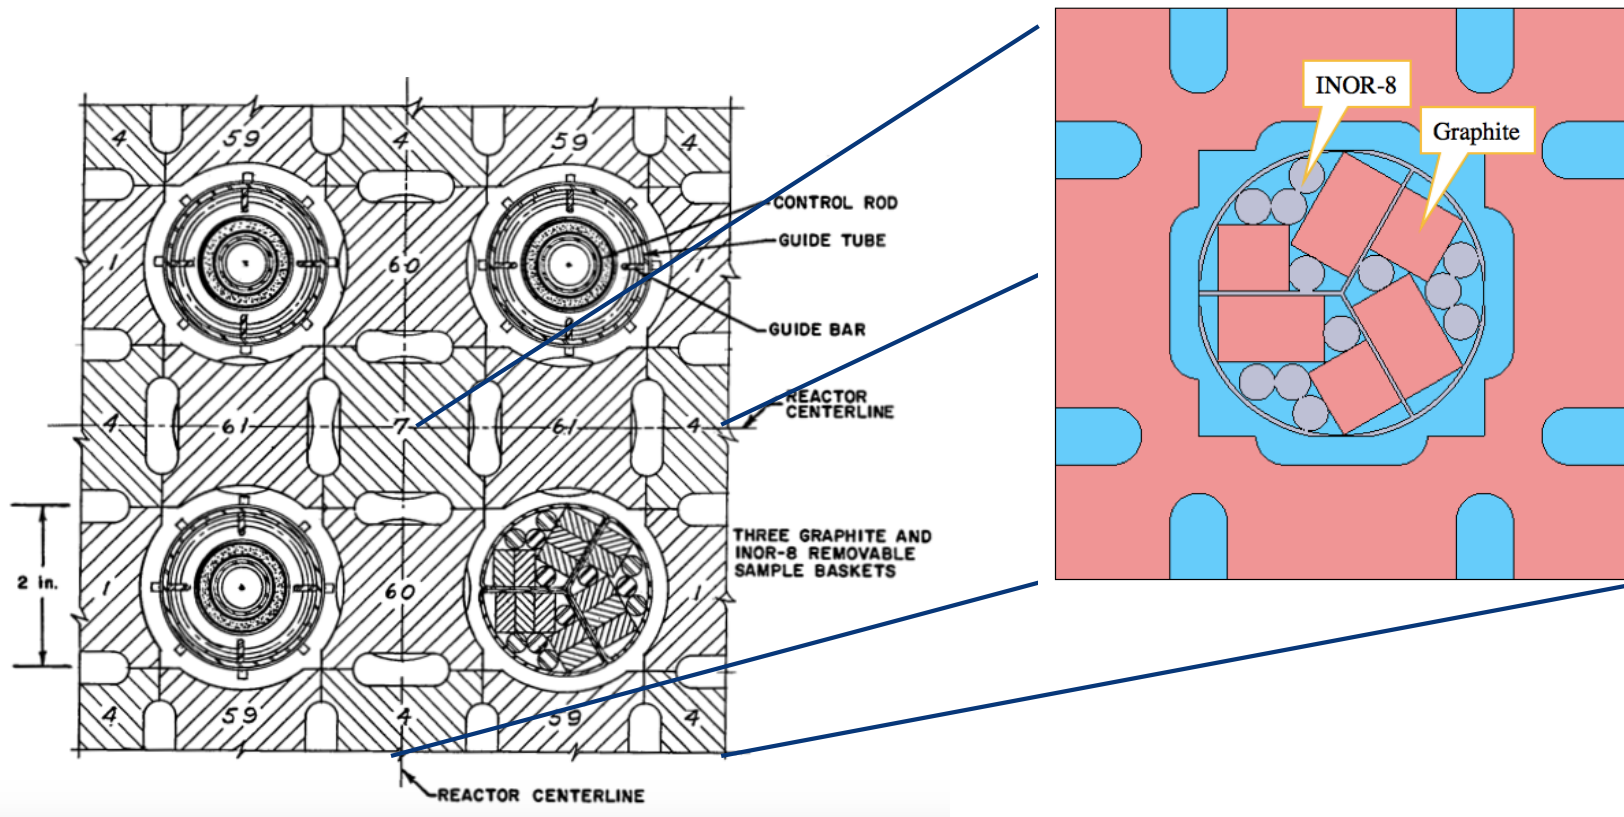 INOR-8
Graphite
4 59 4 59 4
CONTROL ROD
GUIDE TUBE
1 60 1
GUIDE BAR
REACTOR
CENTERLINE
4 61 7 61 4
THREE GRAPHITE AND
INOR-8 REMOVABLE
SAMPLE BASKETS
2 in.
1 60 1
4 59 4 59 4
REACTOR CENTERLINE